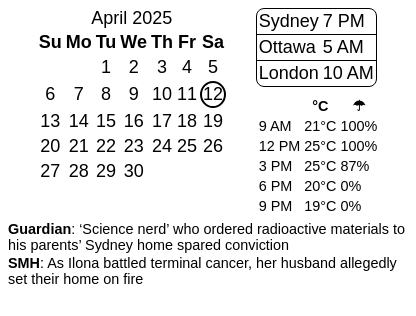 April 2025
Su Mo Tu We Th Fr Sa
1 2 3 4 5
6 7 8 9 10 11 12
13 14 15 16 17 18 19
20 21 22 23 24 25 26
27 28 29 30
Sydney 7 PM
Ottawa 5 AM
London 10 AM
°C ☂
9 AM 21°C 100%
12 PM 25°C 100%
3 PM 25°C 87%
6 PM 20°C 0%
9 PM 19°C 0%
Guardian: ‘Science nerd’ who ordered radioactive materials to
his parents’ Sydney home spared conviction
SMH: As Ilona battled terminal cancer, her husband allegedly
set their home on fire